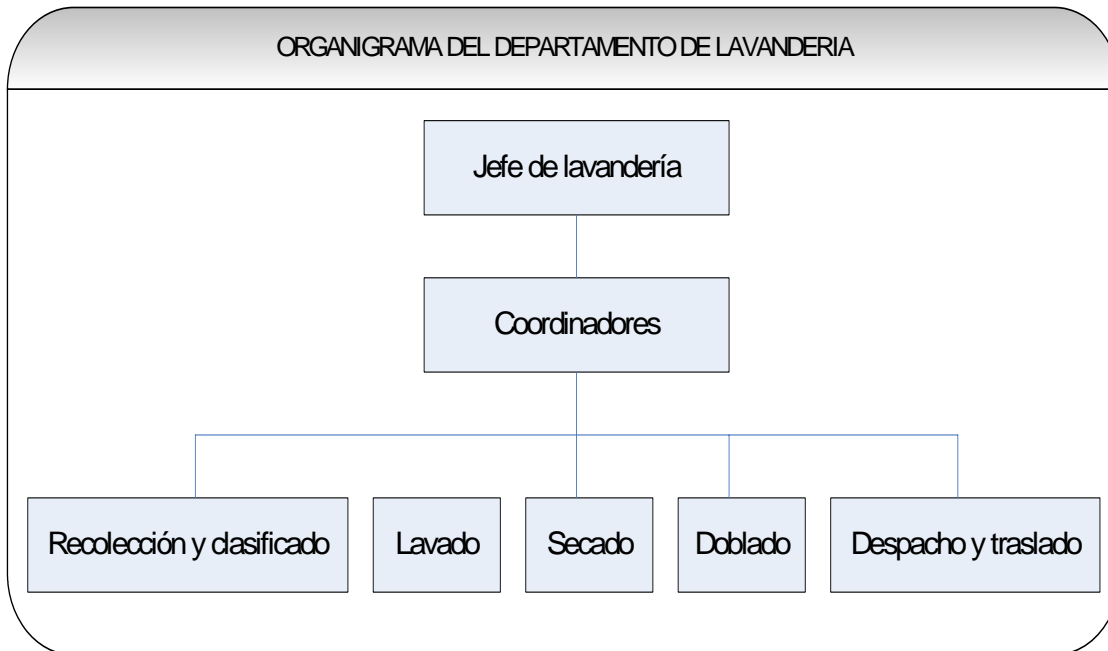 ORGANIGRAMA DEL DEPARTAMENTO DE LAVANDERIA
Jefe de lavandería
Coordinadores
Recolección y clasificado
Lavado
Secado
Doblado
Despacho y traslado